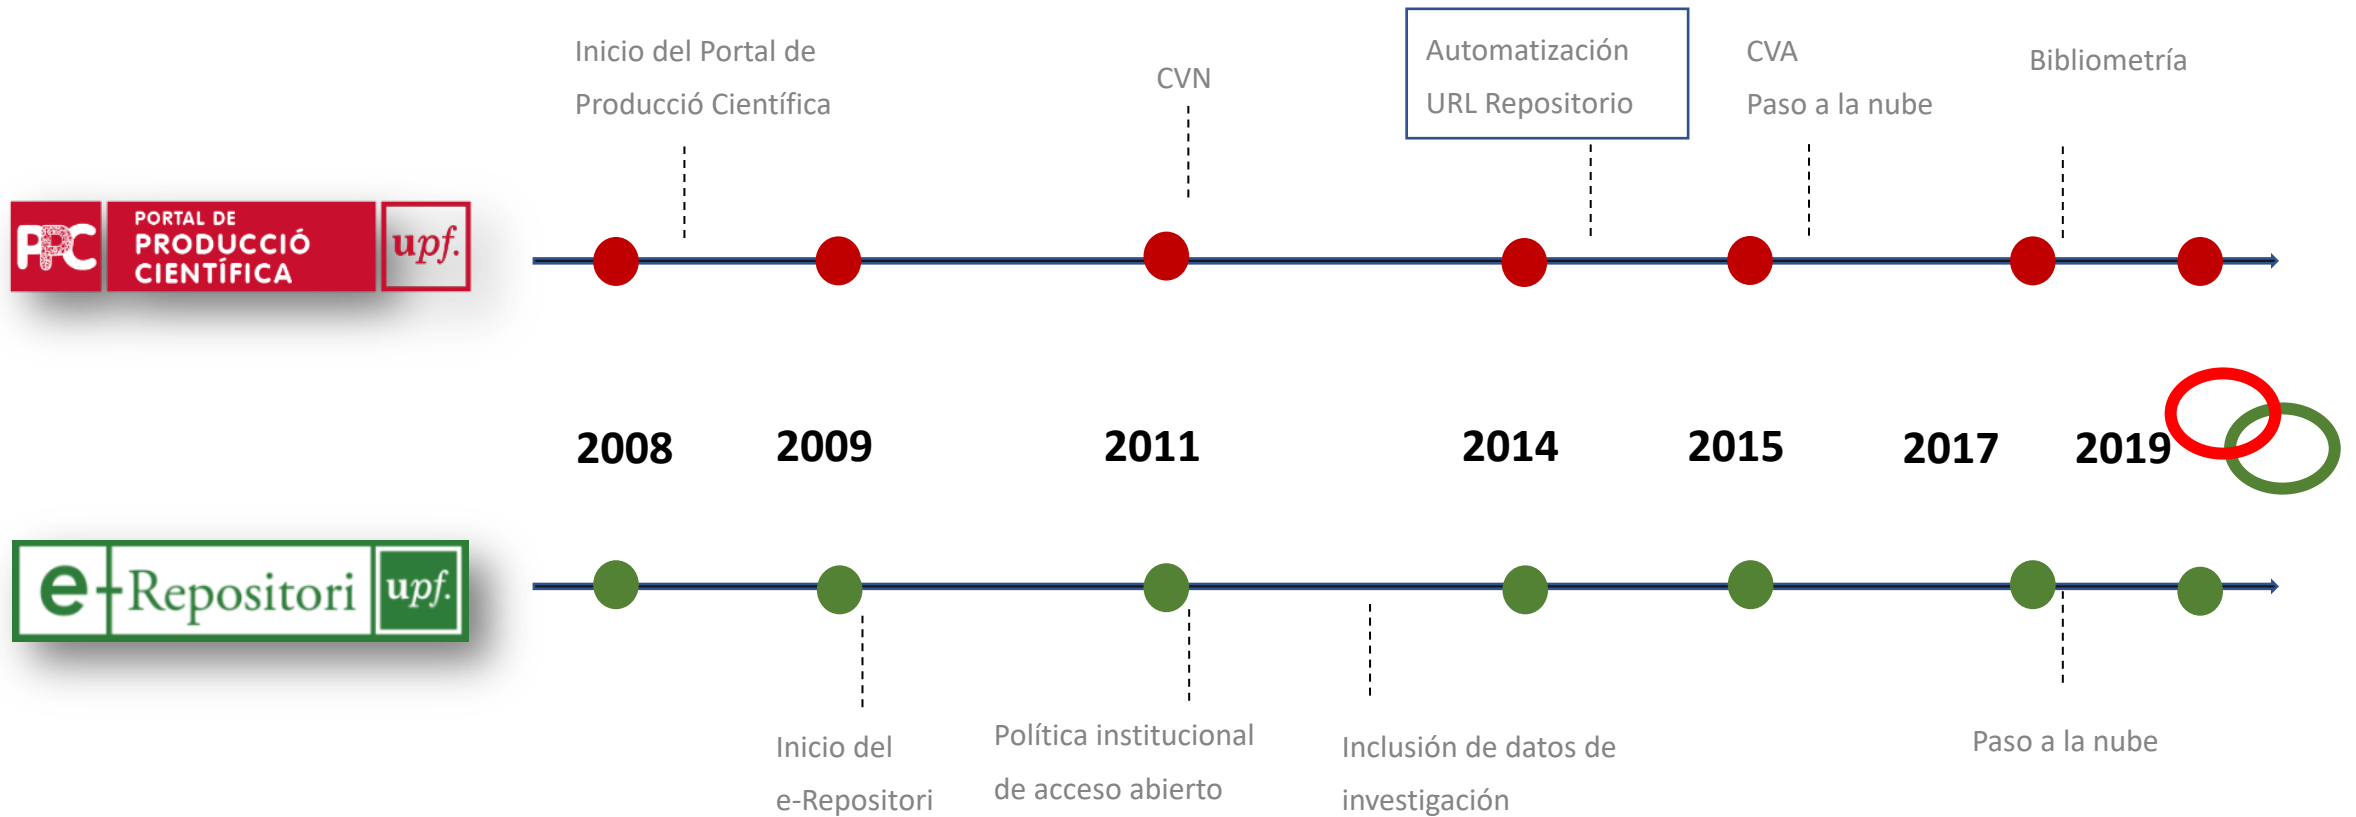 Inicio del Portal de
Producció Científica
CVN
Automatización
URL Repositorio
CVA
Paso a la nube
Bibliometría
PPC
PORTAL DE
PRODUCCIÓ
CIENTÍFICA
upf.
2008
2009
2011
2014
2015
2017
2019
e-Repositori
upf.
Inicio del
e-Repositori
Política institucional
de acceso abierto
Inclusión de datos de
investigación
Paso a la nube